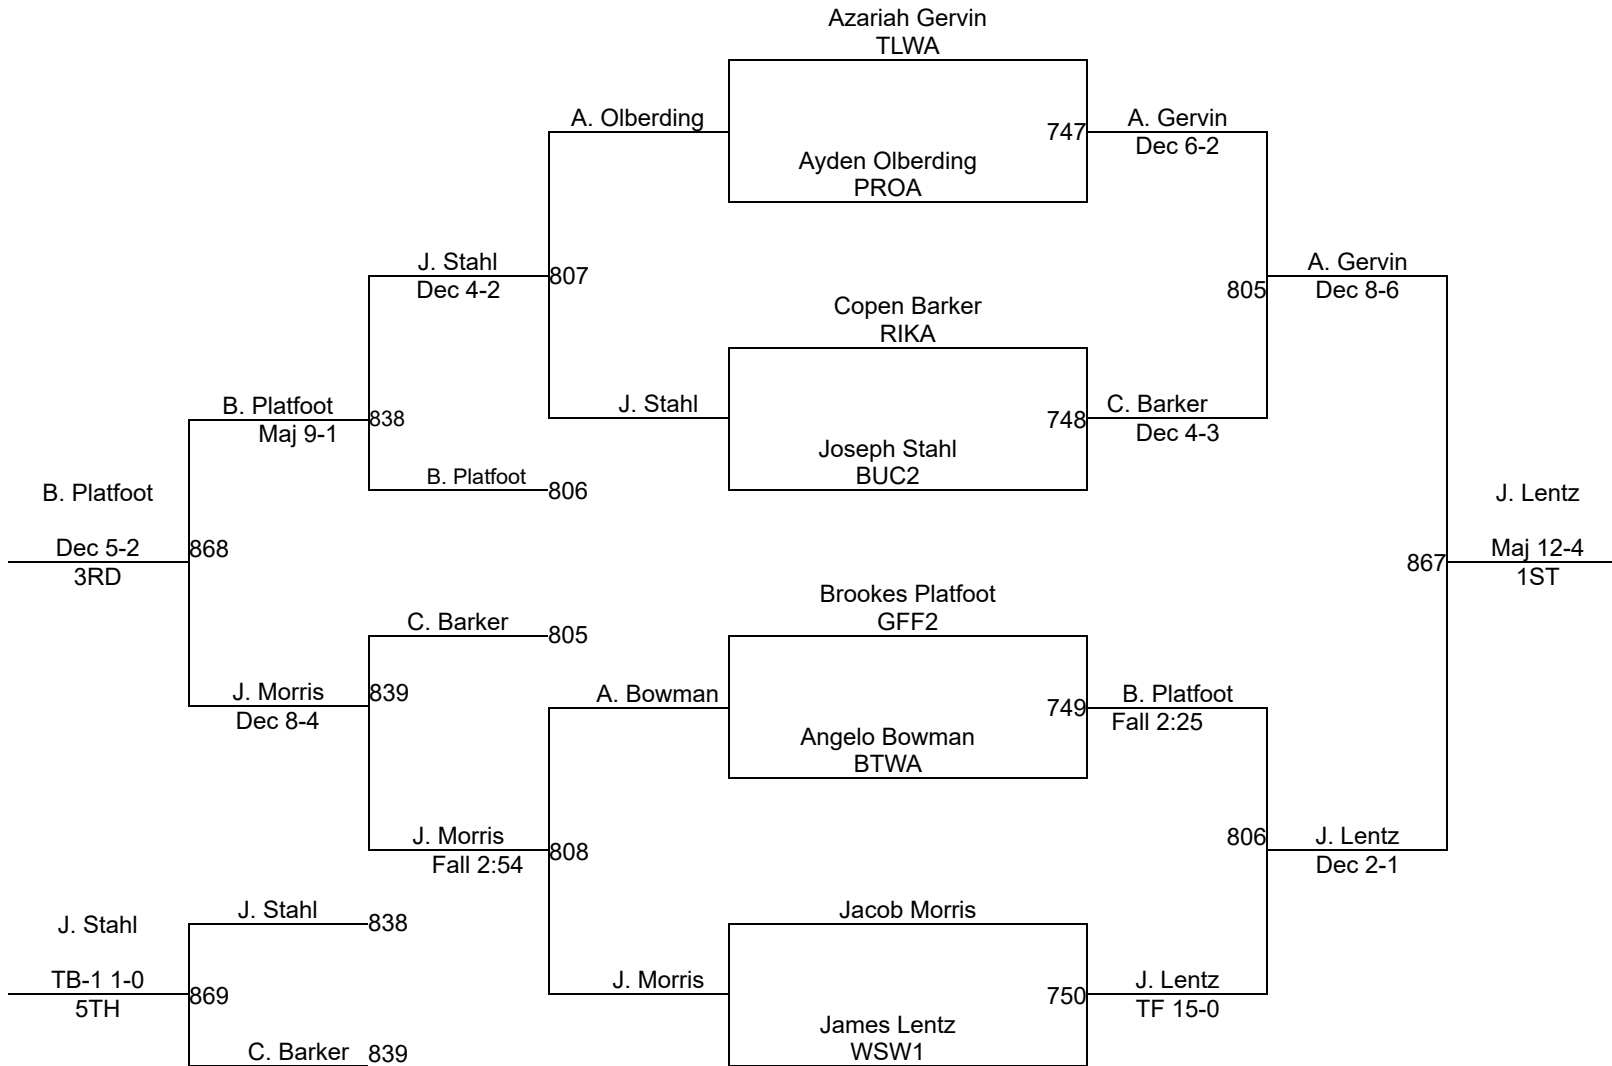 Azariah Gervin
TLWA
A. Olberding
747
A. Gervin
Dec 6-2
Ayden Olberding
PROA
J. Stahl
Dec 4-2
807
805
A. Gervin
Dec 8-6
Copen Barker
RIKA
B. Platfoot
Maj 9-1
838
J. Stahl
748
C. Barker
Dec 4-3
Joseph Stahl
BUC2
B. Platfoot
806
B. Platfoot
Dec 5-2
3RD
868
J. Lentz
867
Maj 12-4
1ST
Brookes Platfoot
GFF2
C. Barker
805
J. Morris
Dec 8-4
839
A. Bowman
749
B. Platfoot
Fall 2:25
Angelo Bowman
BTWA
J. Morris
Fall 2:54
808
806
J. Lentz
Dec 2-1
J. Stahl
838
Jacob Morris
J. Stahl
TB-1 1-0
5TH
869
J. Morris
750
J. Lentz
TF 15-0
James Lentz
WSW1
C. Barker
839